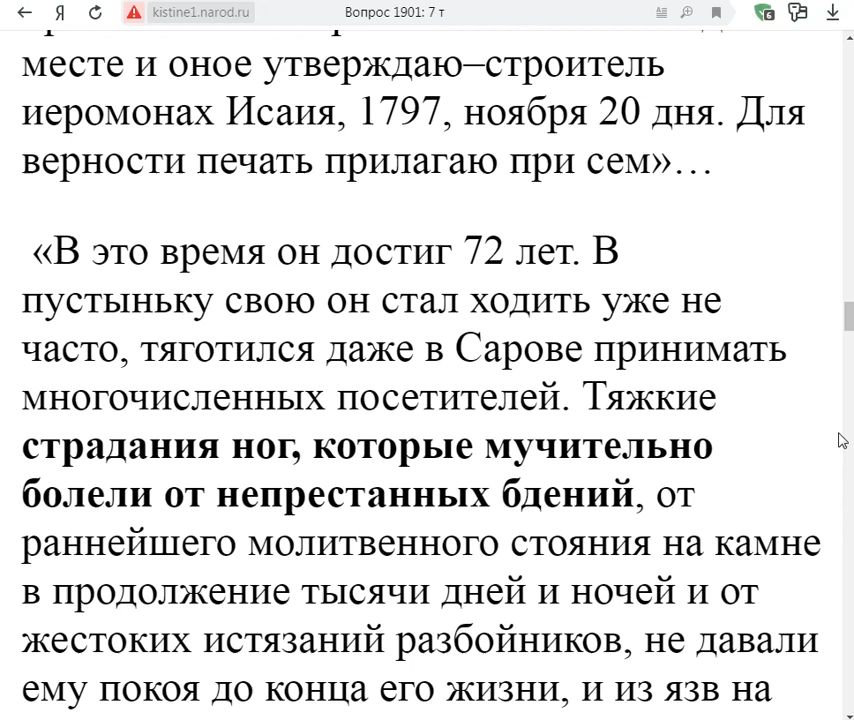 kistine1.narod.ru
Вопрос 1901: 7 т
6
месте и оное утверждаю–строитель
иеромонах Исаия, 1797, ноября 20 дня. Для
верности печать прилагаю при сем»…
«В это время он достиг 72 лет. В
пустыньку свою он стал ходить уже не
часто, тяготился даже в Сарове принимать
многочисленных посетителей. Тяжкие
страдания ног, которые мучительно
болели от непрестанных бдений, от
раннейшего молитвенного стояния на камне
в продолжение тысячи дней и ночей и от
жестоких истязаний разбойников, не давали
ему покоя до конца его жизни, и из язв на